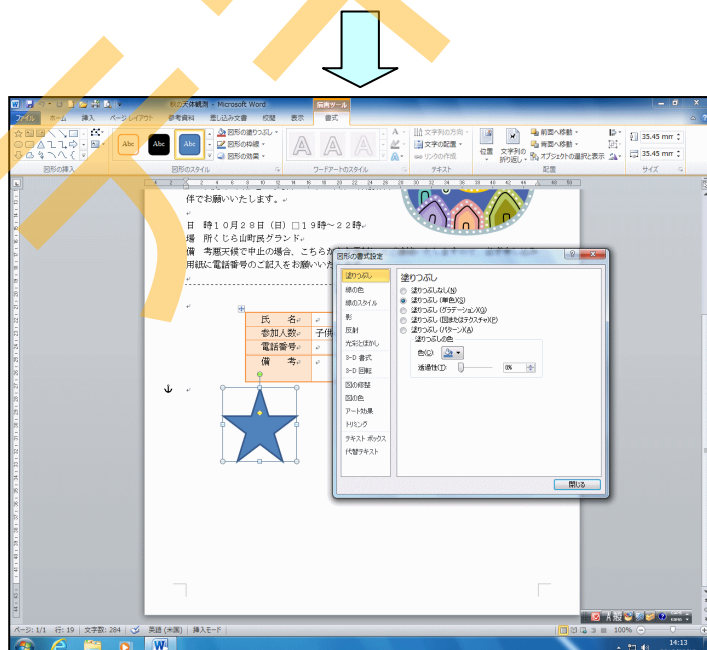 秋の天体観測 - Microsoft Word
描画ツール
ファイル ホーム 挿入 ページ レイアウト 参考資料 差し込み文書 校閲 表示 書式
Abc Abc Abc
図形の塗りつぶし
図形の枠線
図形の効果
文字列の方向
文字の配置
リンクの作成
位置 文字列の折り返し
前面へ移動
背面へ移動
オブジェクトの選択と表示
35.45 mm
35.45 mm
図形の挿入 図形のスタイル ワードアートのスタイル テキスト 配置 サイズ
伴でお願いいたします。
日 時10月28日(日)□19時~22時
場 所くじら山町民グランド
備 考悪天候で中止の場合、こちらか
用紙に電話番号のご記入をお願いいた
氏 名
参加人数 子供
電話番号
備 考
図形の書式設定
塗りつぶし
線の色
線のスタイル
影
反射
光彩とぼかし
3-D 書式
3-D 回転
図の修整
図の色
アート効果
トリミング
テキスト ボックス
代替テキスト
塗りつぶし
塗りつぶしなし(N)
塗りつぶし (単色)(S)
塗りつぶし (グラデーション)(G)
塗りつぶし (図またはテクスチャ)(P)
塗りつぶし (パターン)(A)
塗りつぶしの色
色(C)
透過性(T): 0%
閉じる
ページ: 1/1 行: 19 文字数: 284 英語 (米国) 挿入モード 100%
A 般
14:13